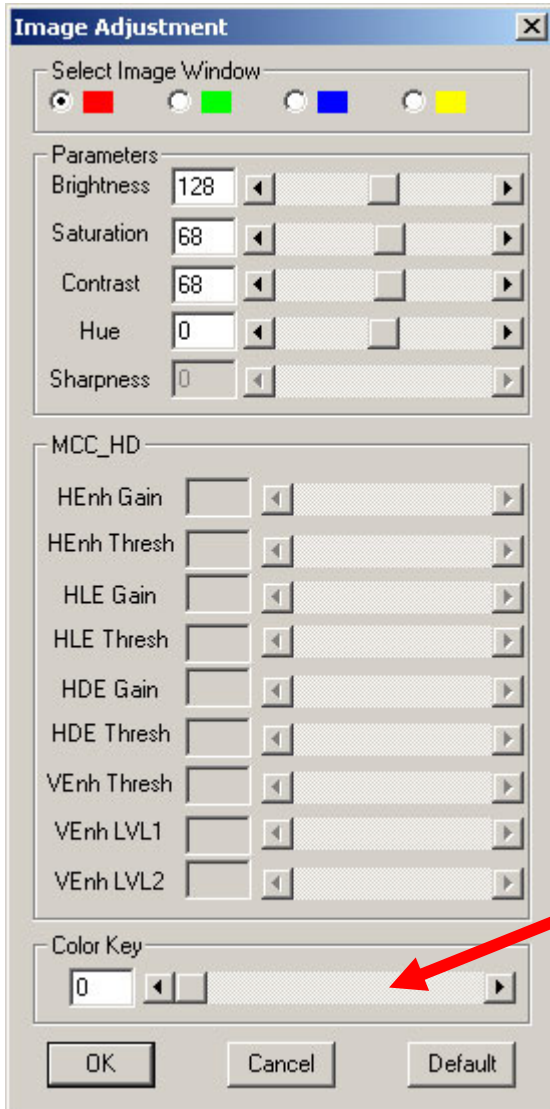 Image Adjustment
Select Image Window
Parameters
Brightness 128
Saturation 68
Contrast 68
Hue 0
Sharpness 0
MCC_HD
HEnh Gain
HEnh Thresh
HLE Gain
HLE Thresh
HDE Gain
HDE Thresh
VEnh Thresh
VEnh LVL1
VEnh LVL2
Color Key
0
OK Cancel Default